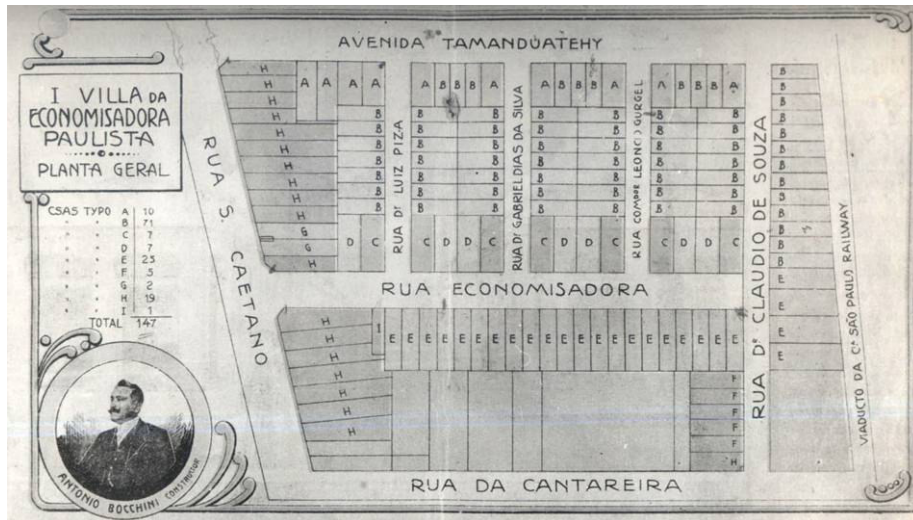 AVENIDA TAMANDUATEHY
I VILLA DA
ECONOMISADORA
PAULISTA
PLANTA GERAL
CSAS TYPO A 10
" " B 71
" " C 7
" " D 7
" " E 25
" " F 5
" " G 2
" " H 19
" " I 1
TOTAL 147
ANTONIO BOCCHINI CONSTRUCTOR
RUA S. CAETANO
H
H
H
H
H
H
H
H
H
G
G
H
A A A A
B
B
B
B
B
B
B
D C
RUA Dr LUIZ PIZA
A B B B A
B B
B B
B B
B B
B B
B B
B B
C D D C
RUA Dr GABRIEL DIAS DA SILVA
A B B B A
B B
B B
B B
B B
B B
B B
B B
C D D C
RUA COMDOR LEONCIO GURGEL
A B B B A
B B
B B
B B
B B
B B
B B
B B
C D D A
RUA Dr CLAUDIO DE SOUZA
B
B
B
B
B
B
B
B
B
B
B
B
B
E
E
E
E
VIADUCTO DA Ca SÃO PAULO RAILWAY
RUA ECONOMISADORA
H
H
H
H
H
H
H
I
E E E E E E E E E E E E E E E E E E E E E
F
F
F
F
F
H
RUA DA CANTAREIRA